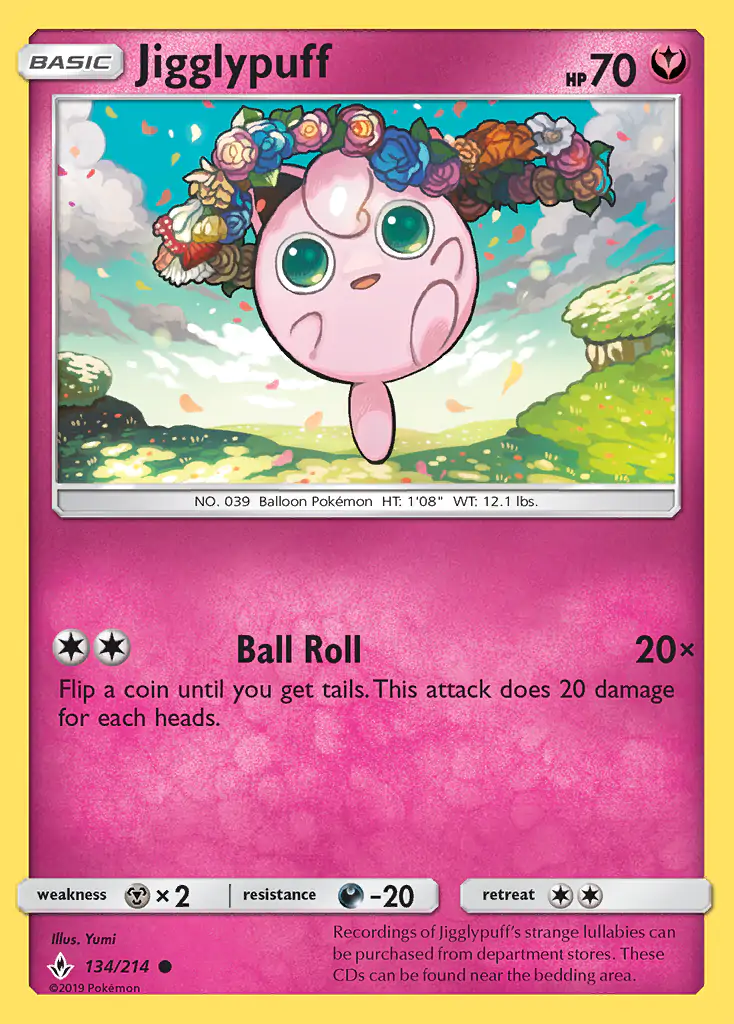 BASIC Jigglypuff HP70
NO. 039 Balloon Pokémon HT: 1'08" WT: 12.1 lbs.
Ball Roll 20×
Flip a coin until you get tails. This attack does 20 damage
for each heads.
weakness ×2 resistance -20 retreat
Illus. Yumi
134/214
©2019 Pokémon
Recordings of Jigglypuff's strange lullabies can
be purchased from department stores. These
CDs can be found near the bedding area.